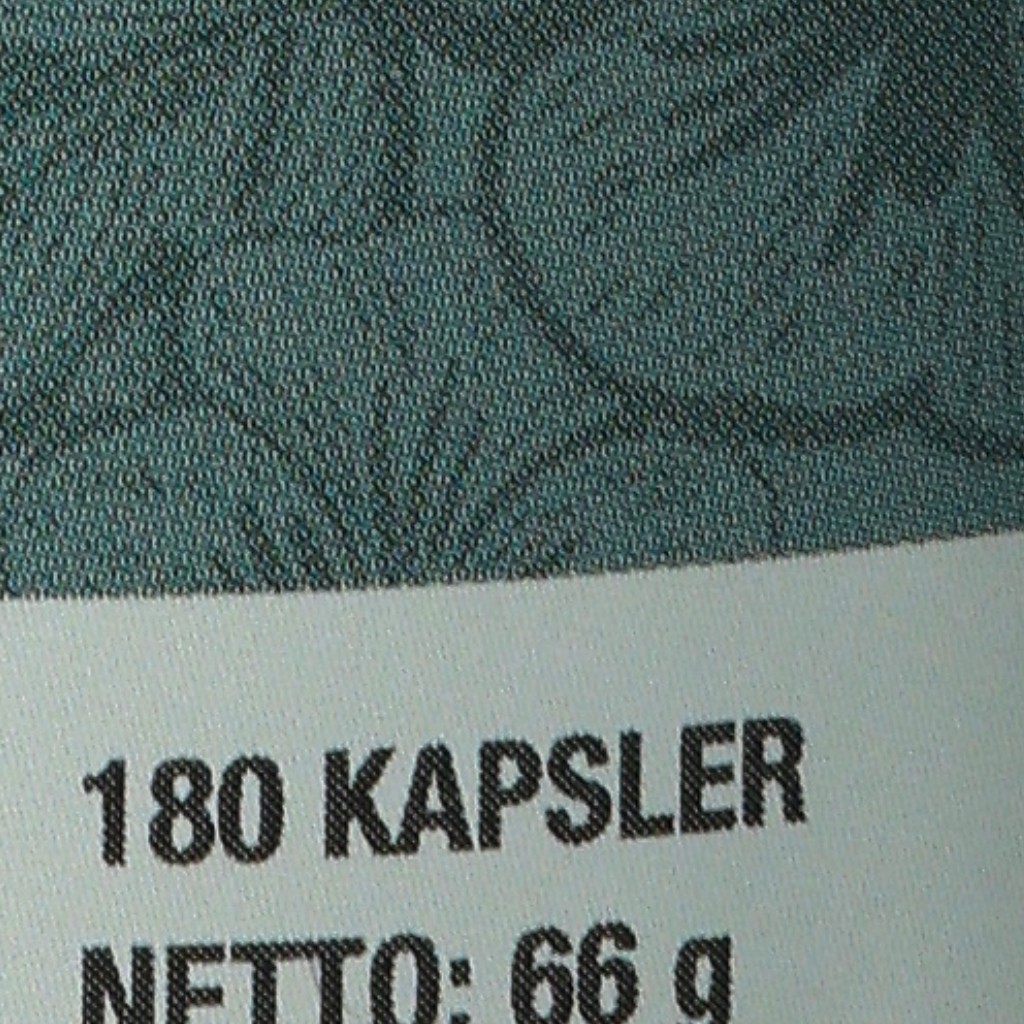 180 KAPSLER
NETTO: 66 g